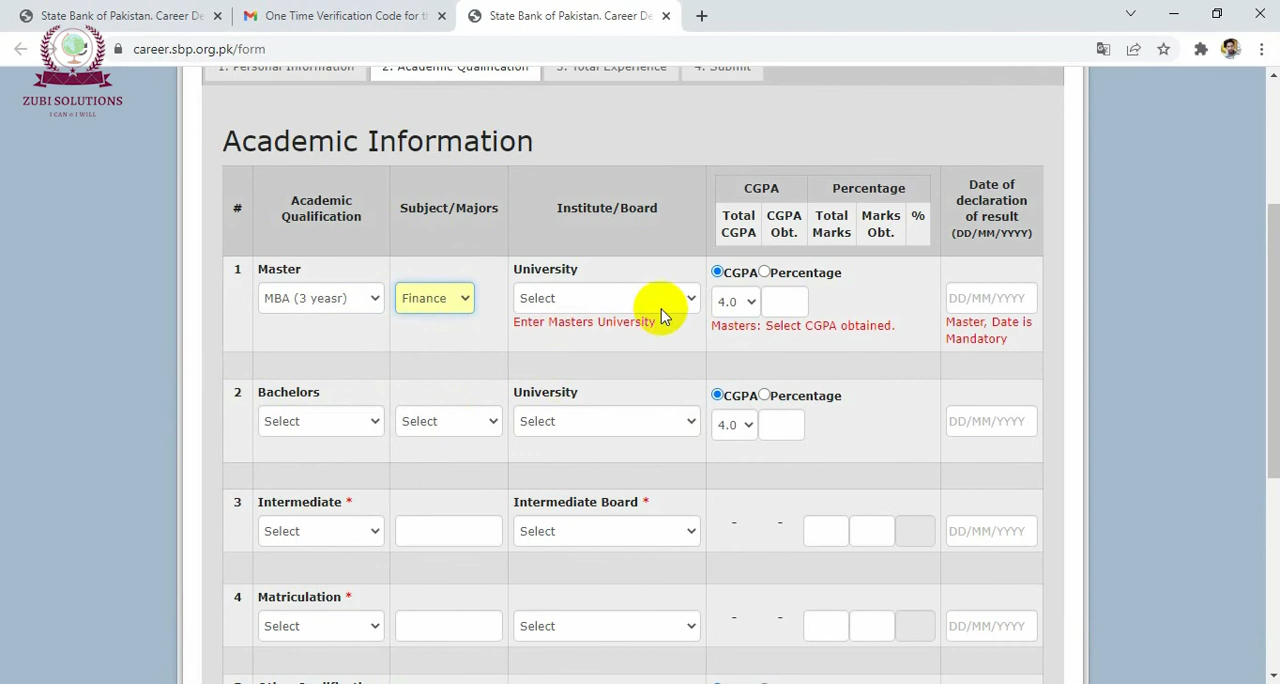 State Bank of Pakistan. Career De
One Time Verification Code for th
State Bank of Pakistan. Career De
career.sbp.org.pk/form
ZUBI SOLUTIONS
I CAN & I WILL
1. Personal Information
2. Academic Qualification
3. Total Experience
4. Submit
Academic Information
#
Academic
Qualification
Subject/Majors
Institute/Board
CGPA
Percentage
Total
CGPA
CGPA
Obt.
Total
Marks
Marks
Obt.
%
Date of
declaration
of result
(DD/MM/YYYY)
1
Master
University
CGPA Percentage
MBA (3 yeasr)
Finance
Select
4.0
DD/MM/YYYY
Enter Masters University
Masters: Select CGPA obtained.
Master, Date is
Mandatory
2
Bachelors
University
CGPA Percentage
Select
Select
Select
4.0
DD/MM/YYYY
3
Intermediate *
Intermediate Board *
Select
Select
- -
DD/MM/YYYY
4
Matriculation *
Select
Select
- -
DD/MM/YYYY